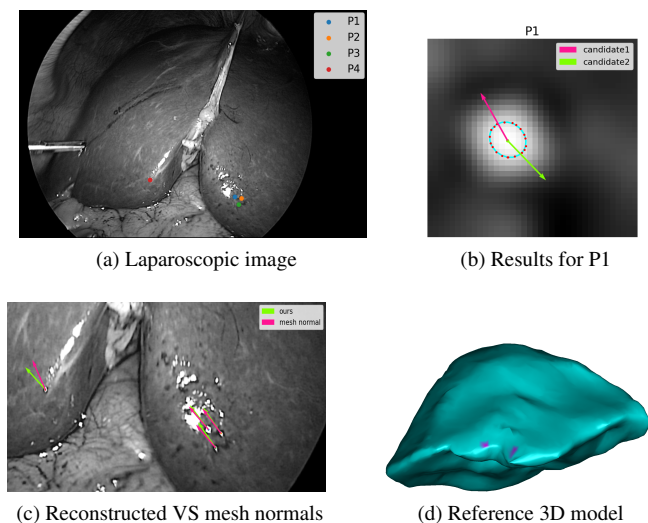 P1
P2
P3
P4
(a) Laparoscopic image
P1
candidate1
candidate2
(b) Results for P1
ours
mesh normal
(c) Reconstructed VS mesh normals
(d) Reference 3D model